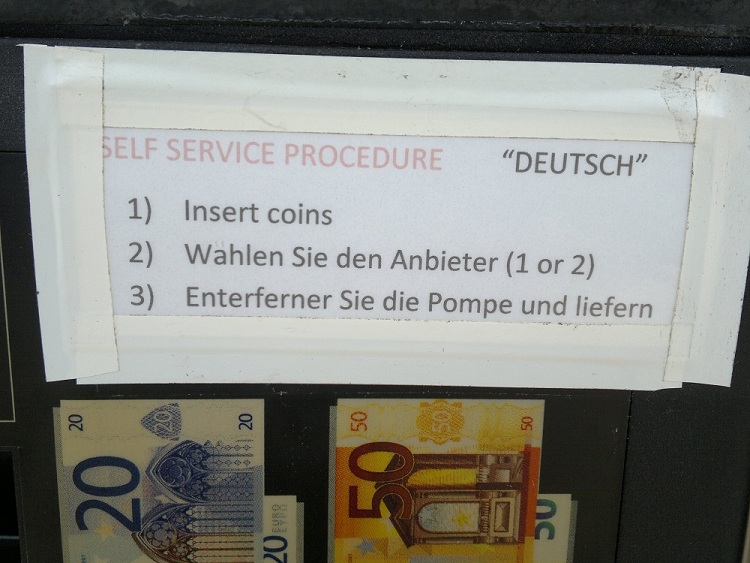 SELF SERVICE PROCEDURE "DEUTSCH"
1) Insert coins
2) Wahlen Sie den Anbieter (1 or 2)
3) Enterferner Sie die Pompe und liefern
20 20 50 50
20 50
20 EURO 50